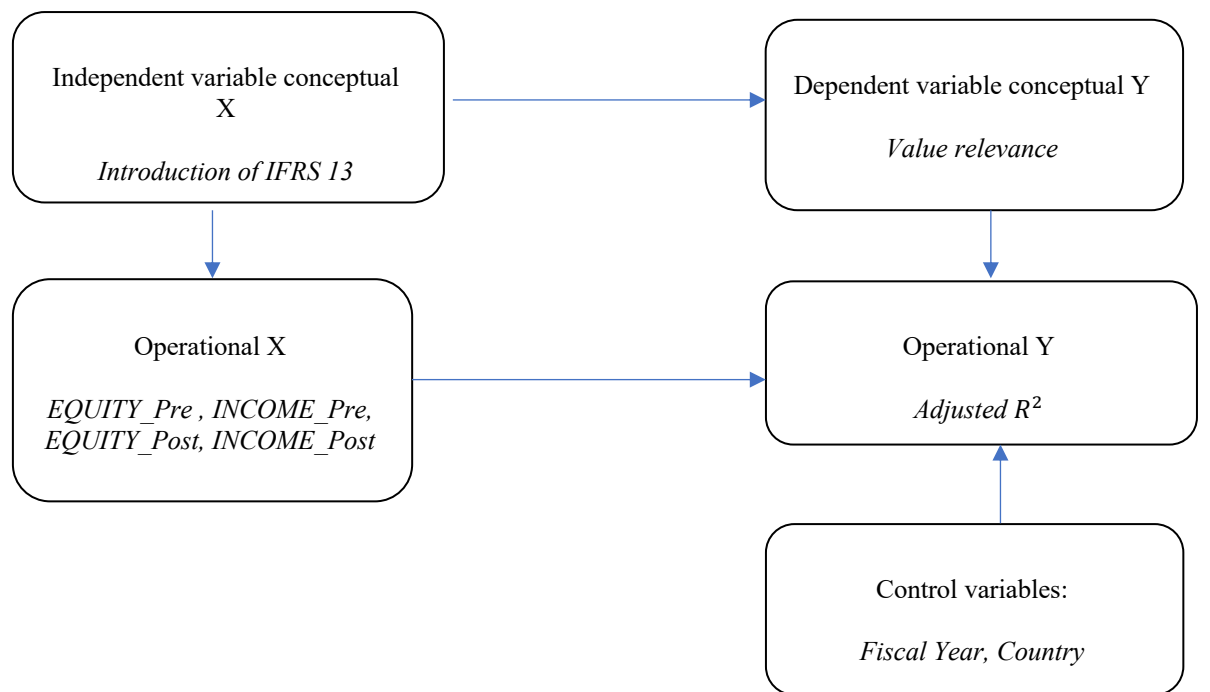 Independent variable conceptual
X
Introduction of IFRS 13
Dependent variable conceptual Y
Value relevance
Operational X
EQUITY_Pre , INCOME_Pre,
EQUITY_Post, INCOME_Post
Operational Y
Adjusted R²
Control variables:
Fiscal Year, Country